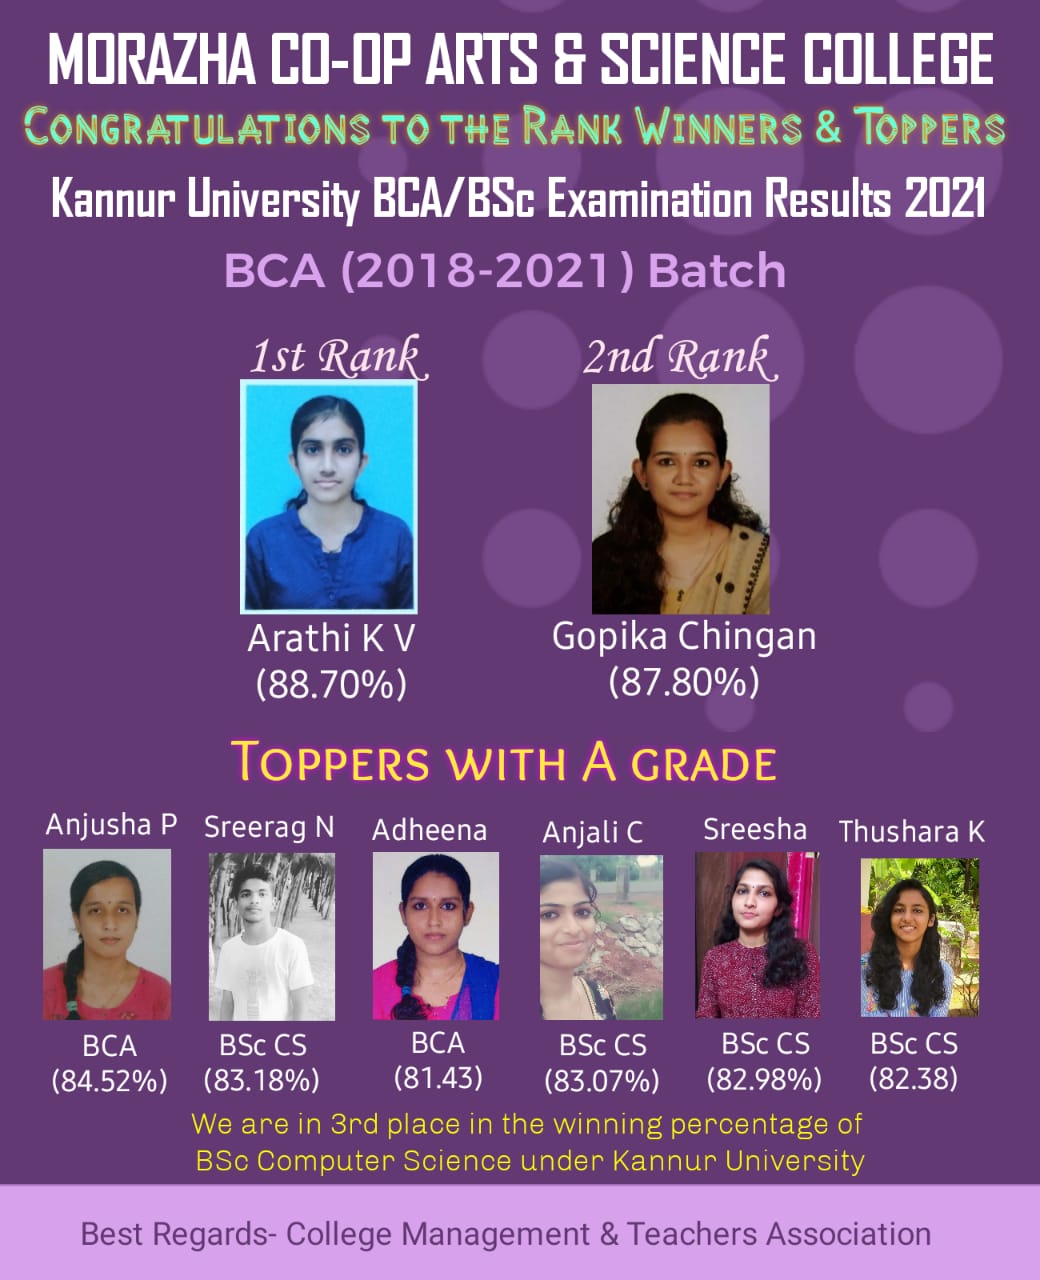 MORAZHA CO-OP ARTS & SCIENCE COLLEGE
CONGRATULATIONS TO THE RANK WINNERS & TOPPERS
Kannur University BCA/BSc Examination Results 2021
BCA (2018-2021) Batch
1st Rank
2nd Rank
Arathi K V
(88.70%)
Gopika Chingan
(87.80%)
TOPPERS WITH A GRADE
Anjusha P
Sreerag N
Adheena
Anjali C
Sreesha
Thushara K
BCA
(84.52%)
BSc CS
(83.18%)
BCA
(81.43)
BSc CS
(83.07%)
BSc CS
(82.98%)
BSc CS
(82.38)
We are in 3rd place in the winning percentage of
BSc Computer Science under Kannur University
Best Regards- College Management & Teachers Association